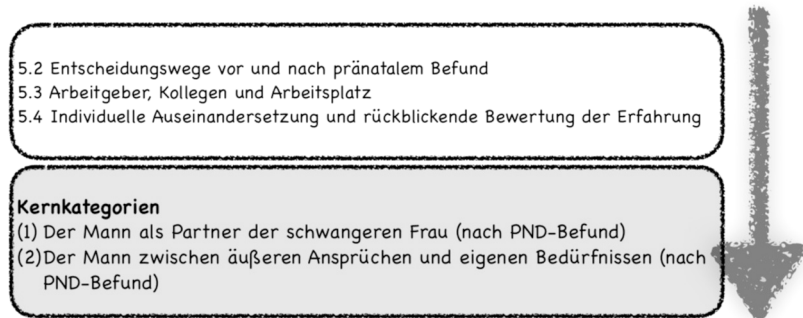 5.2 Entscheidungswege vor und nach pränatalem Befund
5.3 Arbeitgeber, Kollegen und Arbeitsplatz
5.4 Individuelle Auseinandersetzung und rückblickende Bewertung der Erfahrung
Kernkategorien
(1) Der Mann als Partner der schwangeren Frau (nach PND-Befund)
(2)Der Mann zwischen äußeren Ansprüchen und eigenen Bedürfnissen (nach
PND-Befund)